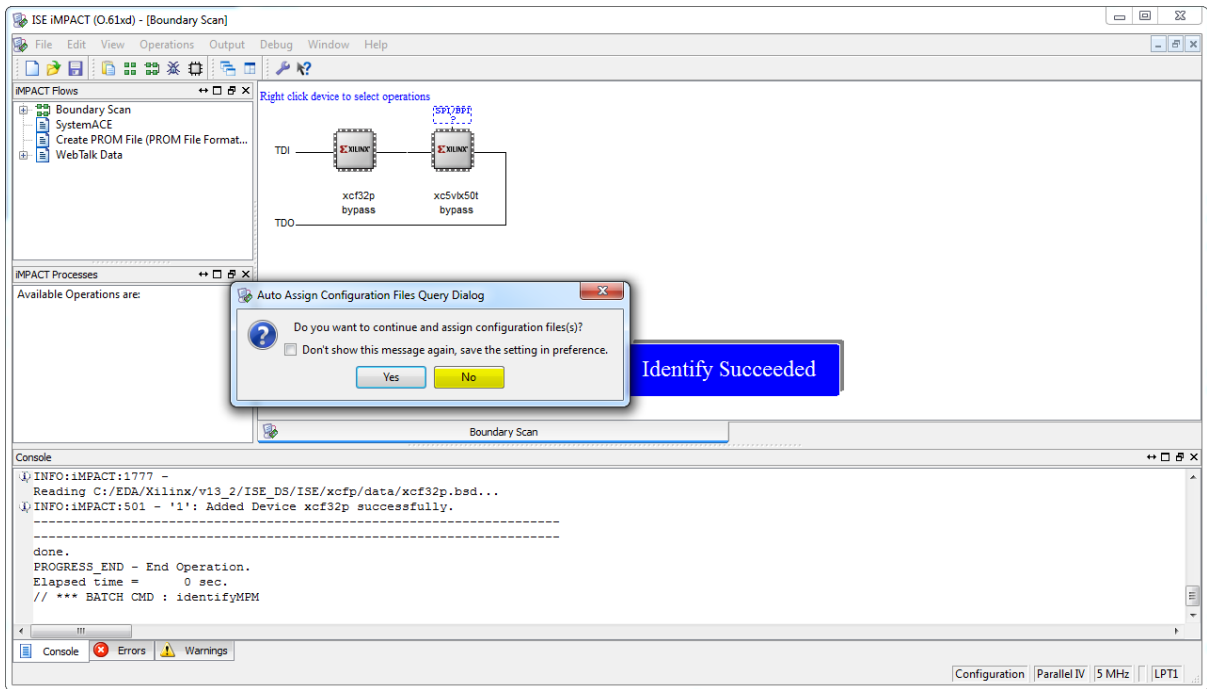 ISE iMPACT (O.61xd) - [Boundary Scan]
File Edit View Operations Output Debug Window Help
iMPACT Flows
Boundary Scan
SystemACE
Create PROM File (PROM File Format...
WebTalk Data
Right click device to select operations
SPI/BPI
?
TDI
XILINX
XILINX
xcf32p
bypass
xc5vlx50t
bypass
TDO
iMPACT Processes
Available Operations are:
Auto Assign Configuration Files Query Dialog
Do you want to continue and assign configuration files(s)?
Don't show this message again, save the setting in preference.
Yes No
Identify Succeeded
Boundary Scan
Console
INFO:iMPACT:1777 -
Reading C:/EDA/Xilinx/v13_2/ISE_DS/ISE/xcfp/data/xcf32p.bsd...
INFO:iMPACT:501 - '1': Added Device xcf32p successfully.
----------------------------------------------------------------------
----------------------------------------------------------------------
done.
PROGRESS_END - End Operation.
Elapsed time =      0 sec.
// *** BATCH CMD : identifyMPM
Console Errors Warnings
Configuration Parallel IV 5 MHz LPT1